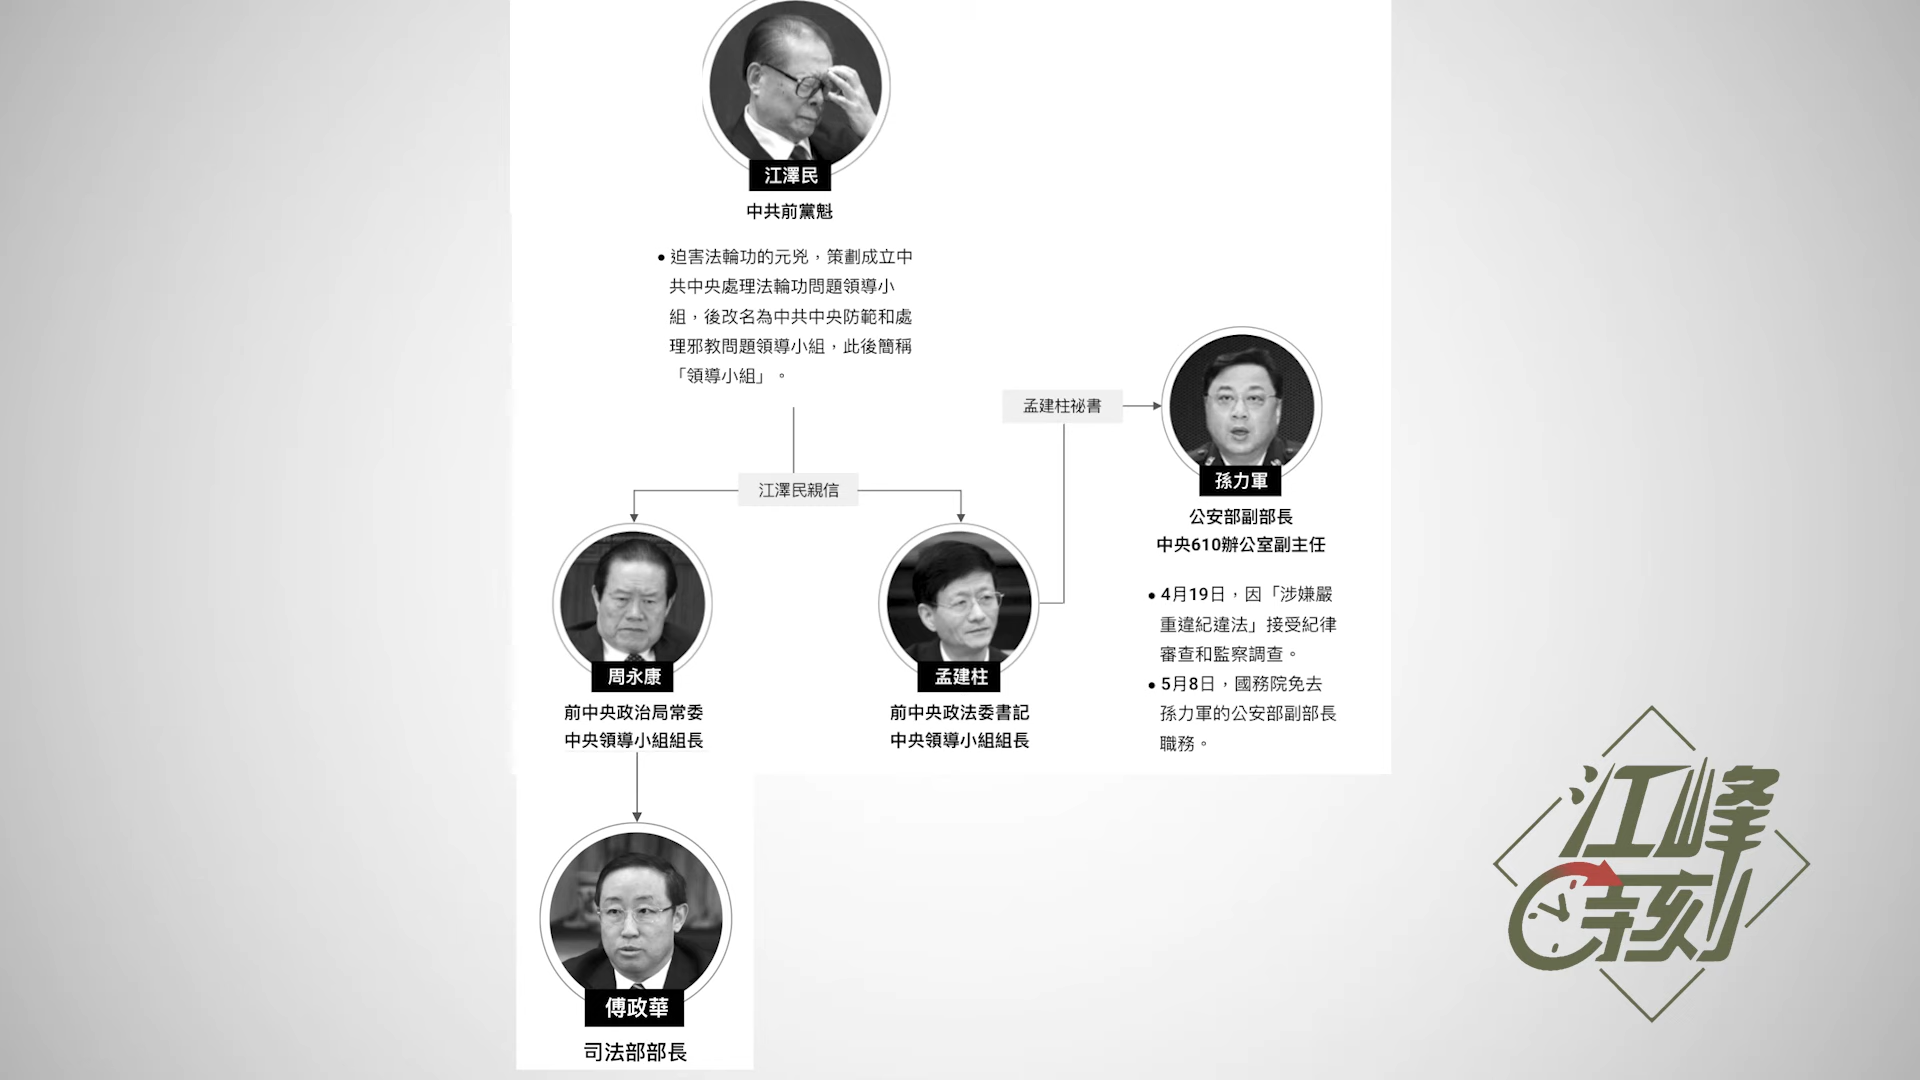 江澤民
中共前黨魁
• 迫害法輪功的元兇，策劃成立中
共中央處理法輪功問題領導小
組，後改名為中共中央防範和處
理邪教問題領導小組，此後簡稱
「領導小組」。
江澤民親信
孟建柱祕書
孫力軍
公安部副部長
中央610辦公室副主任
• 4月19日，因「涉嫌嚴
重違紀違法」接受紀律
審查和監察調查。
• 5月8日，國務院免去
孫力軍的公安部副部長
職務。
周永康
前中央政治局常委
中央領導小組組長
孟建柱
前中央政法委書記
中央領導小組組長
傅政華
司法部部長
江峰
時刻